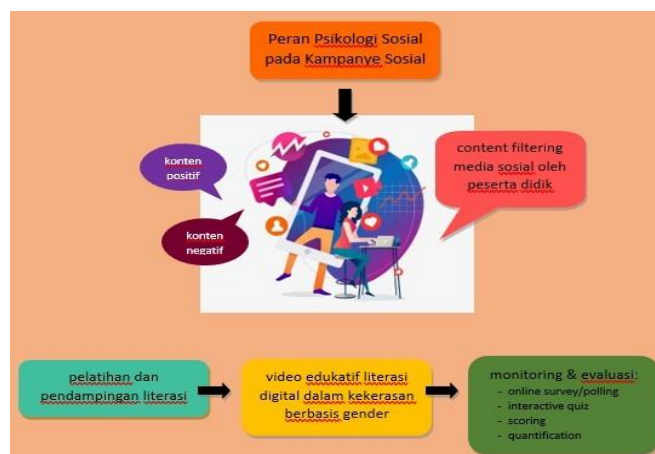 Peran Psikologi Sosial
pada Kampanye Sosial
konten
positif
konten
negatif
content filtering
media sosial oleh
peserta didik
pelatihan dan
pendampingan literasi
video edukatif literasi
digital dalam kekerasan
berbasis gender
monitoring & evaluasi:
- online survey/polling
- interactive quiz
- scoring
- quantification